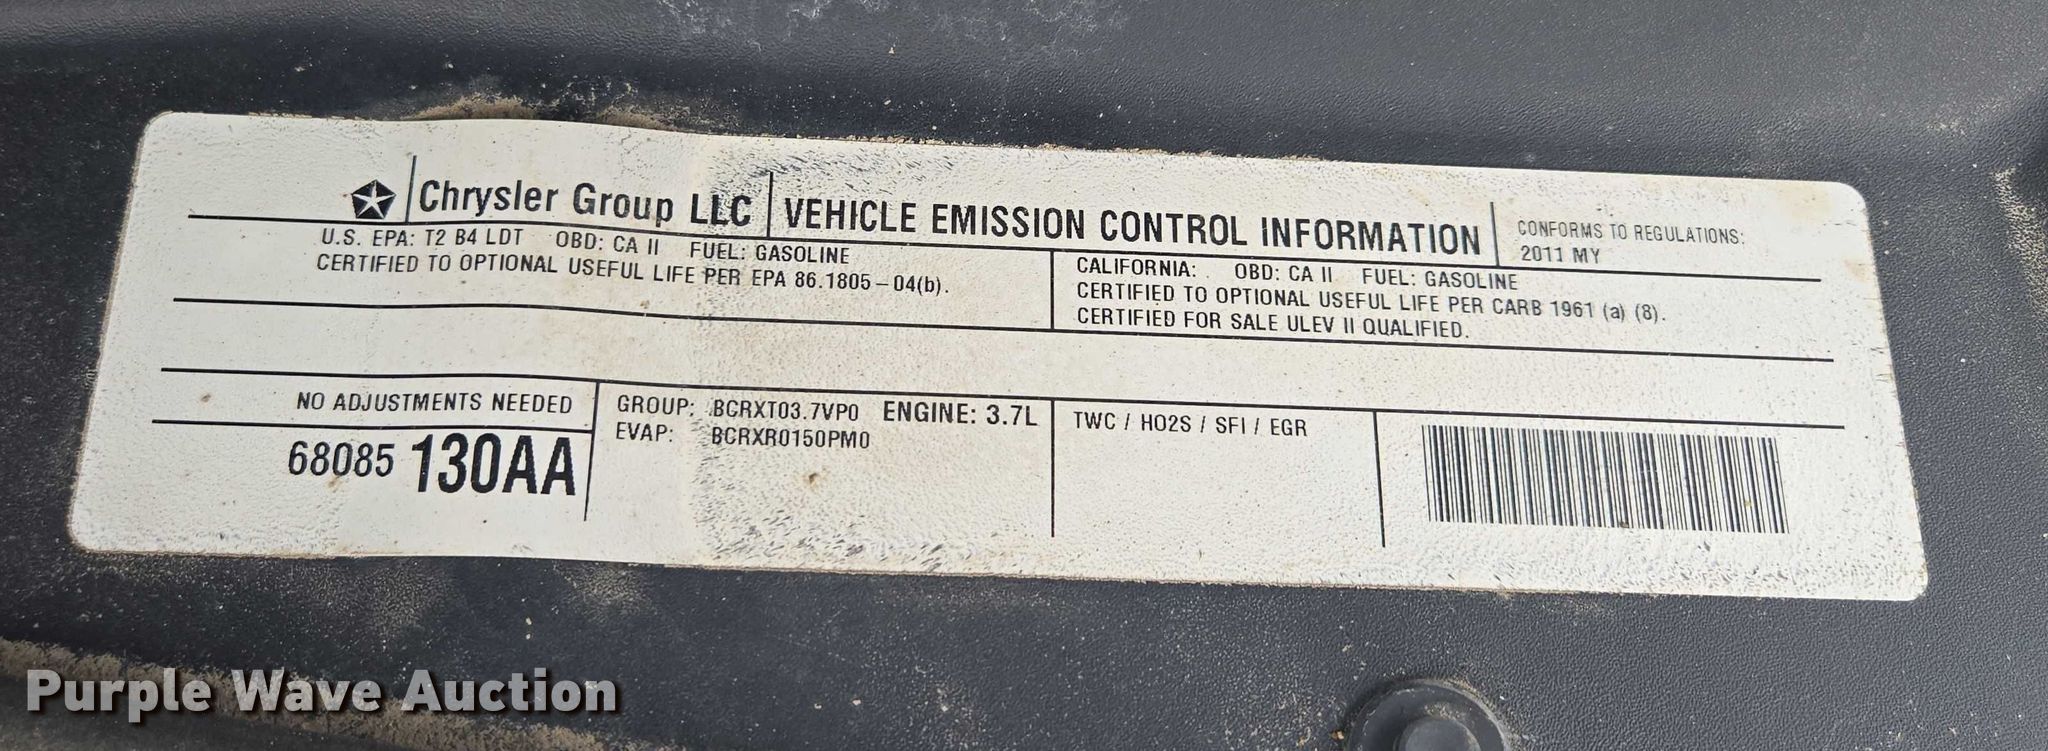 Chrysler Group LLC VEHICLE EMISSION CONTROL INFORMATION
CONFORMS TO REGULATIONS:
2011 MY
U.S. EPA: T2 B4 LDT OBD: CA II FUEL: GASOLINE
CERTIFIED TO OPTIONAL USEFUL LIFE PER EPA 86.1805-04(b).
CALIFORNIA: OBD: CA II FUEL: GASOLINE
CERTIFIED TO OPTIONAL USEFUL LIFE PER CARB 1961 (a) (8).
CERTIFIED FOR SALE ULEV II QUALIFIED.
NO ADJUSTMENTS NEEDED
68085 130AA
GROUP: BCRXT03.7VP0 ENGINE: 3.7L
EVAP: BCRXR0150PM0
TWC / HO2S / SFI / EGR
Purple Wave Auction